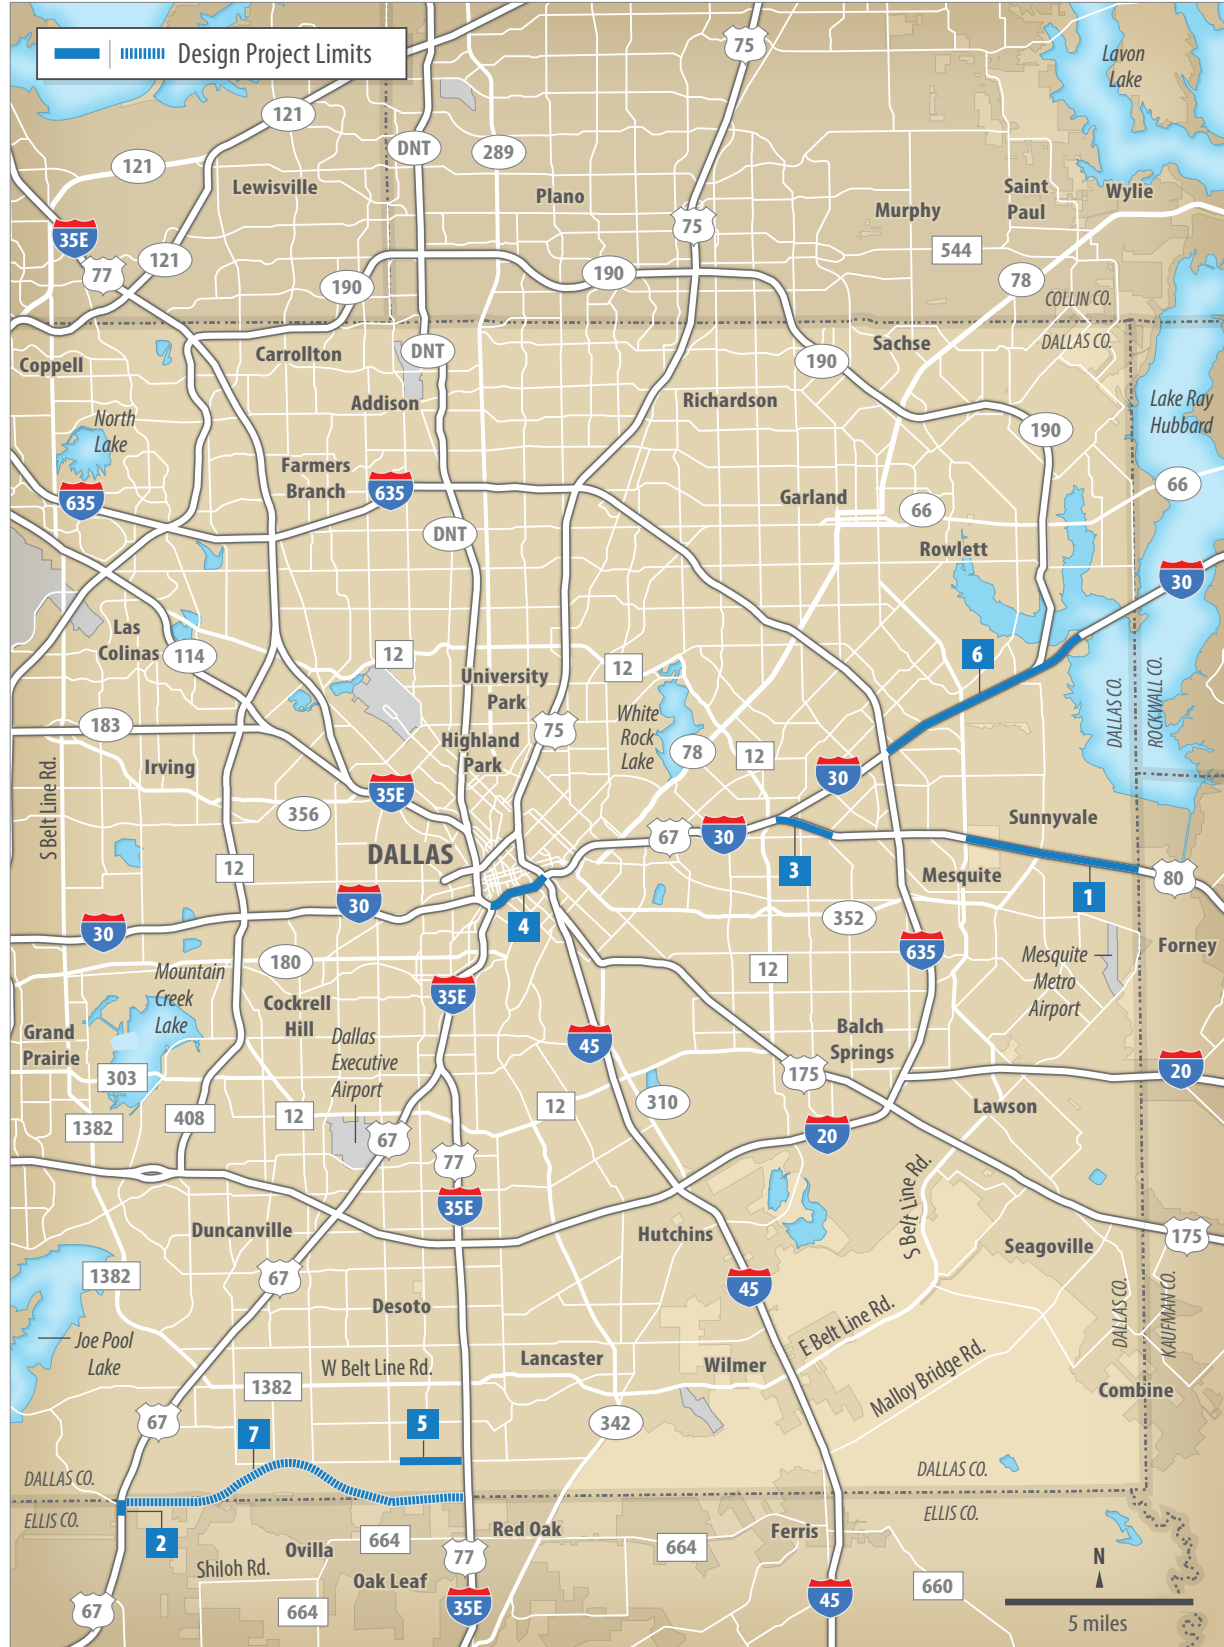 Design Project Limits
75
Lavon
Lake
121
DNT
289
121
Lewisville
Plano
Saint
Paul
Wylie
Murphy
75
35E
544
121
77
190
190
78
COLLIN CO.
DALLAS CO.
Coppell
Carrollton
DNT
Sachse
190
Addison
Richardson
Lake Ray
Hubbard
North
Lake
190
Farmers
Branch
635
635
66
Garland
66
DNT
Rowlett
30
Las
Colinas
114
12
12
6
University
Park
White
Rock
Lake
DALLAS CO.
ROCKWALL CO.
183
75
Highland
Park
78
12
Irving
30
S Belt Line Rd.
35E
356
Sunnyvale
67
30
DALLAS
12
3
Mesquite
80
1
30
4
352
30
635
Forney
180
12
Mesquite
Metro
Airport
Mountain
Creek
Lake
35E
Cockrell
Hill
Grand
Prairie
Dallas
Executive
Airport
45
Balch
Springs
303
175
20
12
310
Lawson
1382
408
12
67
20
77
35E
S Belt Line Rd.
Duncanville
Hutchins
Seagoville
175
1382
67
45
Desoto
E Belt Line Rd.
DALLAS CO.
KAUFMAN CO.
Joe Pool
Lake
W Belt Line Rd.
Lancaster
Wilmer
Malloy Bridge Rd.
1382
Combine
67
5
342
7
DALLAS CO.
DALLAS CO.
ELLIS CO.
ELLIS CO.
2
Red Oak
Ferris
664
664
Ovilla
77
Shiloh Rd.
Oak Leaf
N
660
35E
45
67
664
5 miles